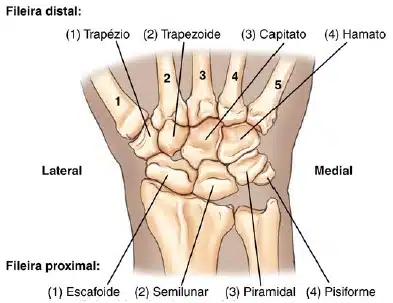 Fileira distal:
(1) Trapézio (2) Trapezoide (3) Capitato (4) Hamato
1 2 3 4 5
Lateral Medial
Fileira proximal:
(1) Escafoide (2) Semilunar (3) Piramidal (4) Pisiforme